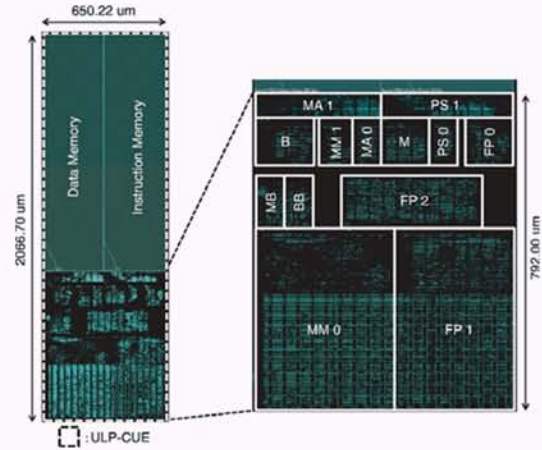 650.22 um
2066.70 um
Data Memory
Instruction Memory
: ULP-CUE
MA 1
PS 1
B
MM 1
MA 0
M
PS 0
FP 0
MB
BB
FP 2
MM 0
FP 1
792.00 um